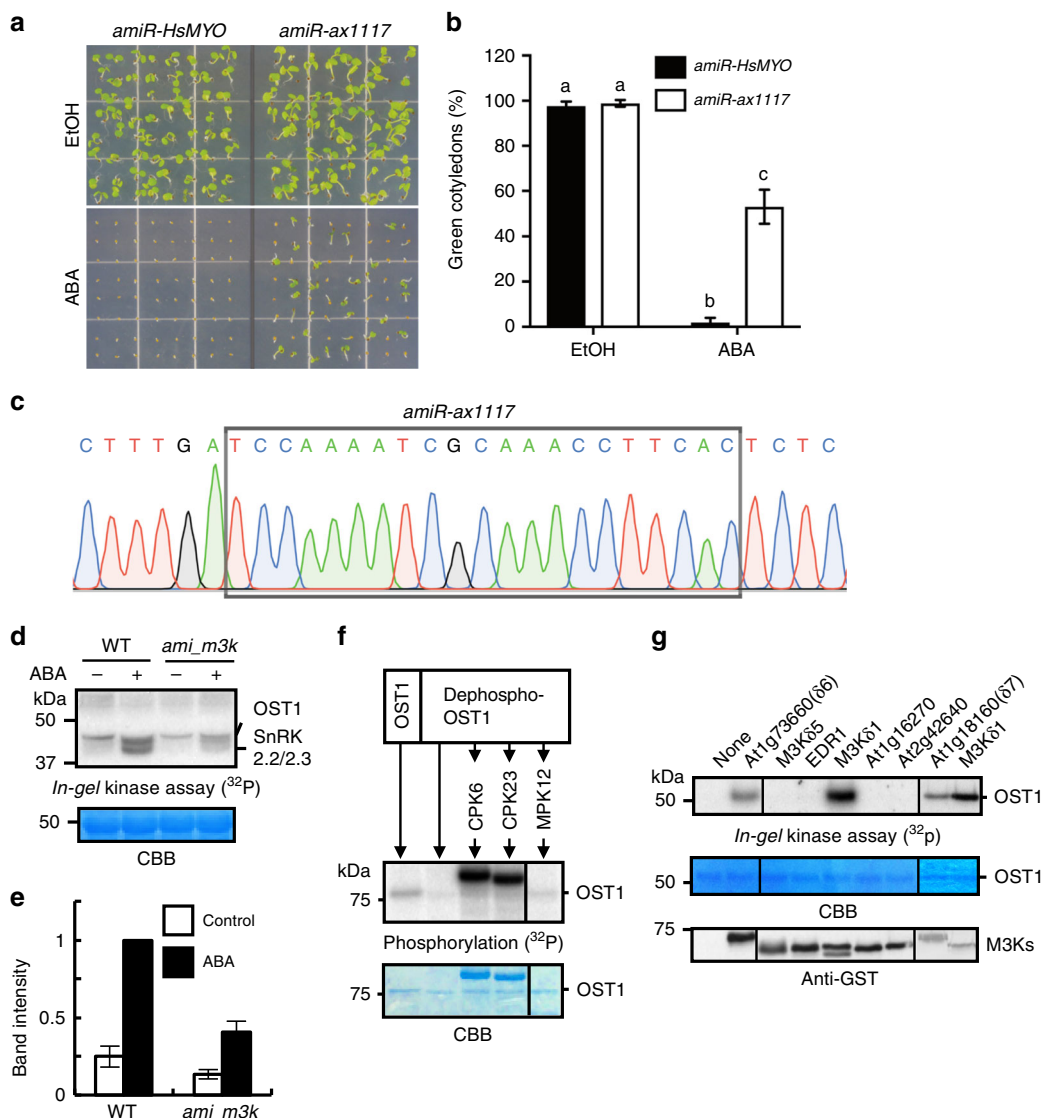 a
amiR-HsMYO amiR-ax1117
EtOH
ABA
b
Green cotyledons (%)
120
100
80
60
40
20
0
a a
b
c
amiR-HsMYO
amiR-ax1117
EtOH ABA
c
amiR-ax1117
C T T T G A T C C A A A A T C G C A A A C C T T C A C T C T C
d
WT ami_m3k
ABA − + − +
kDa
50
37
OST1
SnRK
2.2/2.3
In-gel kinase assay (32P)
50
CBB
e
Band intensity
1
0.5
0
Control
ABA
WT ami_m3k
f
OST1
Dephospho-
OST1
CPK6
CPK23
MPK12
kDa
75
OST1
Phosphorylation (32P)
75
OST1
CBB
g
None
At1g73660(δ6)
M3Kδ5
EDR1
M3Kδ1
At1g16270
At2g42640
At1g18160(δ7)
M3Kδ1
kDa
50
OST1
In-gel kinase assay (32p)
50
OST1
CBB
75
M3Ks
Anti-GST